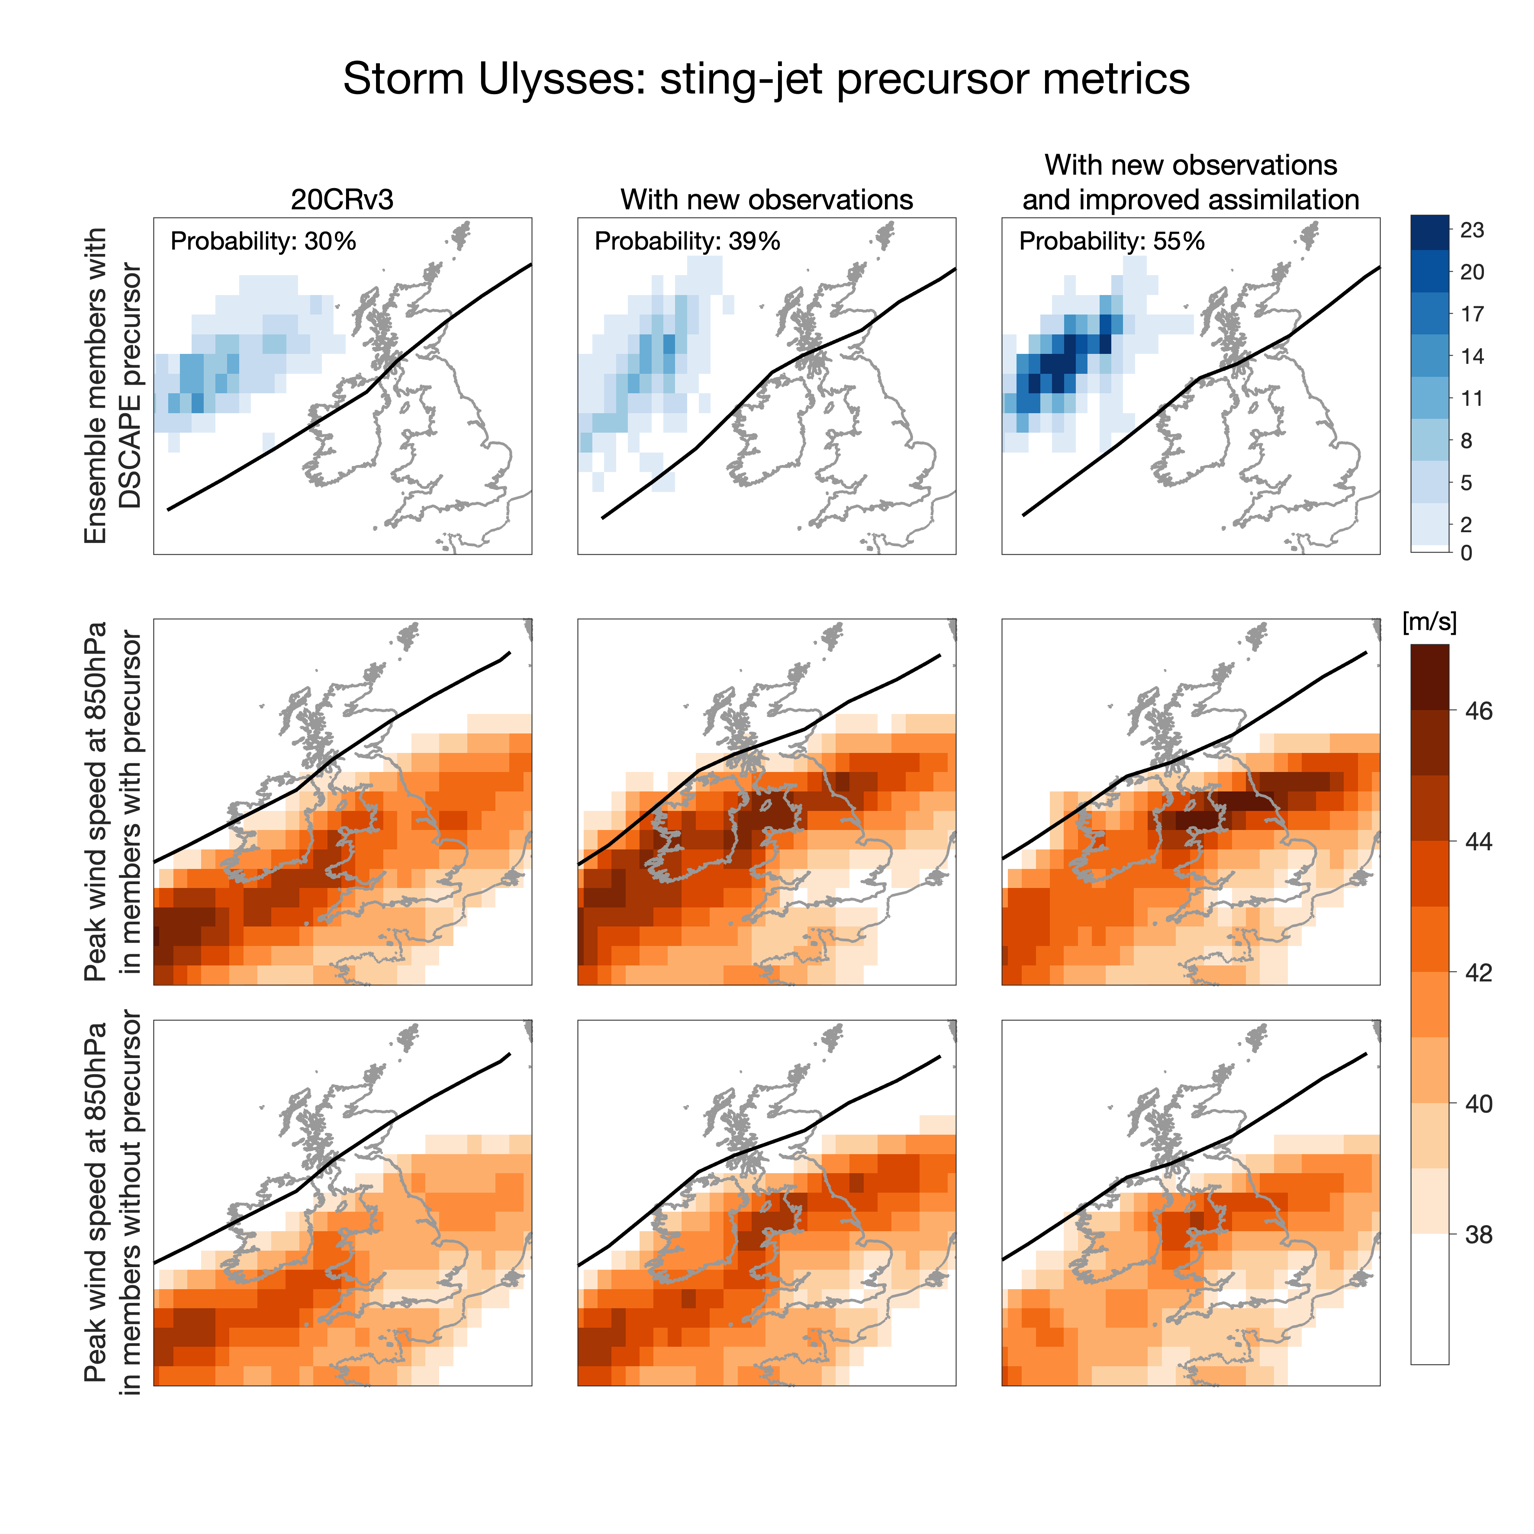 Storm Ulysses: sting-jet precursor metrics
20CRv3
With new observations
With new observations
and improved assimilation
Ensemble members with
DSCAPE precursor
Probability: 30%
Probability: 39%
Probability: 55%
23
20
17
14
11
8
5
2
0
Peak wind speed at 850hPa
in members with precursor
[m/s]
46
44
42
40
38
Peak wind speed at 850hPa
in members without precursor